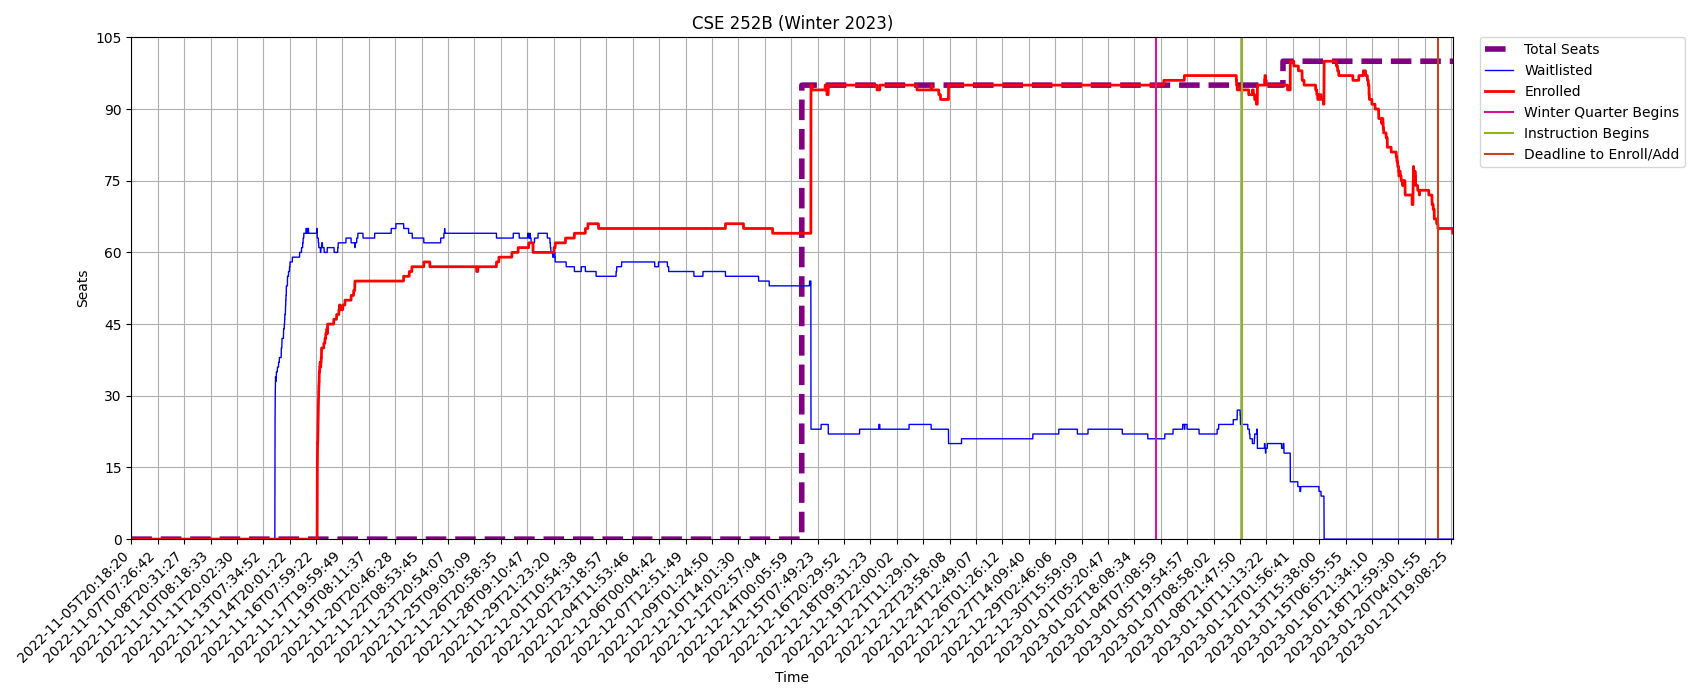 CSE 252B (Winter 2023)
Total Seats
Waitlisted
Enrolled
Winter Quarter Begins
Instruction Begins
Deadline to Enroll/Add
105
90
75
60
45
30
15
0
Seats
2022-11-05T20:18:20
2022-11-07T07:26:42
2022-11-08T20:31:27
2022-11-10T08:18:33
2022-11-11T20:02:30
2022-11-13T07:34:52
2022-11-14T20:01:22
2022-11-16T07:59:22
2022-11-17T19:59:49
2022-11-19T08:11:37
2022-11-20T20:46:28
2022-11-22T08:53:45
2022-11-23T20:54:07
2022-11-25T09:03:09
2022-11-26T20:58:35
2022-11-28T09:10:47
2022-11-29T21:23:20
2022-12-01T10:54:38
2022-12-02T23:18:57
2022-12-04T11:53:46
2022-12-06T00:04:42
2022-12-07T12:51:49
2022-12-09T01:24:50
2022-12-10T14:01:30
2022-12-12T02:57:04
2022-12-14T00:05:59
2022-12-15T07:49:23
2022-12-16T20:29:52
2022-12-18T09:31:23
2022-12-19T22:00:02
2022-12-21T11:29:01
2022-12-22T23:58:08
2022-12-24T12:49:07
2022-12-26T01:26:12
2022-12-27T14:09:40
2022-12-29T02:46:06
2022-12-30T15:59:09
2023-01-01T05:20:47
2023-01-02T18:08:34
2023-01-04T07:08:59
2023-01-05T19:54:57
2023-01-07T08:58:02
2023-01-08T21:47:50
2023-01-10T11:13:22
2023-01-12T01:56:41
2023-01-13T15:38:00
2023-01-15T06:55:55
2023-01-16T21:34:10
2023-01-18T12:59:30
2023-01-20T04:01:55
2023-01-21T19:08:25
Time